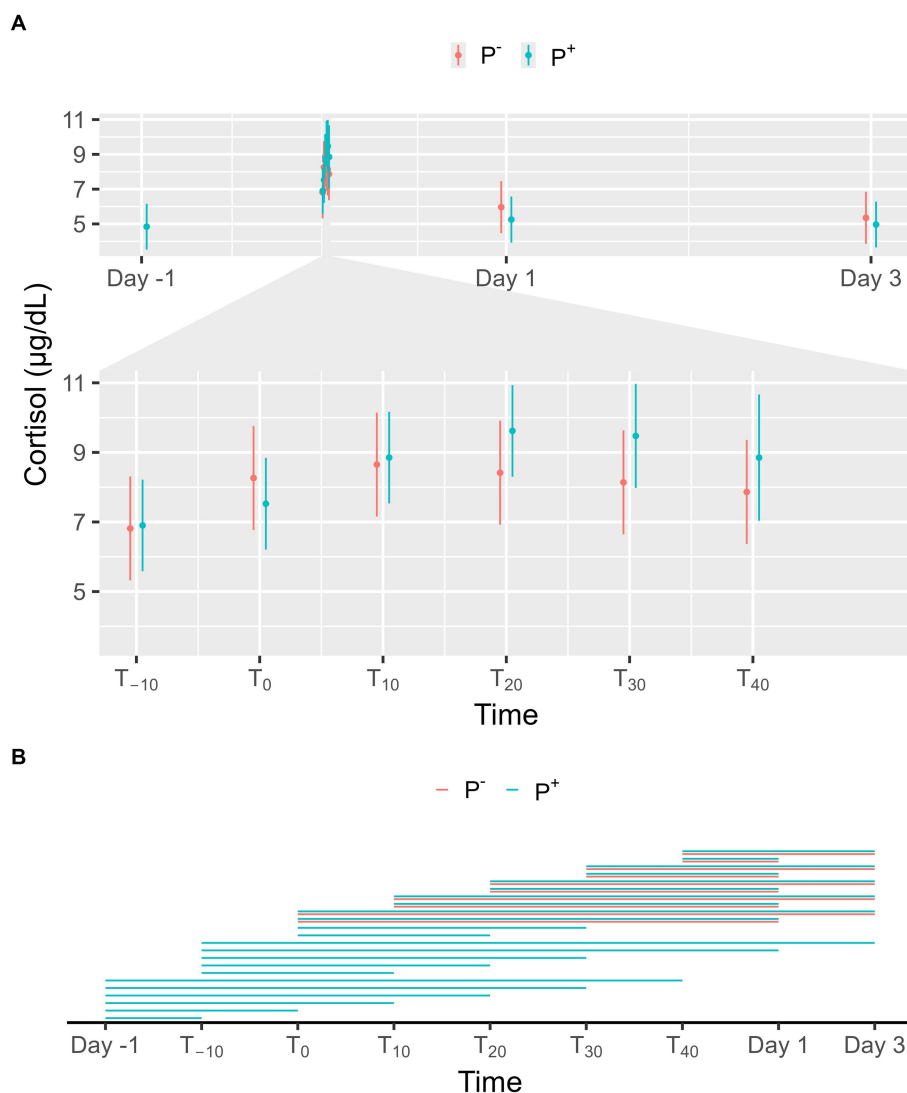 A
P⁻ P⁺
11
9
7
5
Day -1 Day 1 Day 3
Cortisol (µg/dL)
11
9
7
5
T₋₁₀ T₀ T₁₀ T₂₀ T₃₀ T₄₀
Time
B
P⁻ P⁺
Day -1 T₋₁₀ T₀ T₁₀ T₂₀ T₃₀ T₄₀ Day 1 Day 3
Time